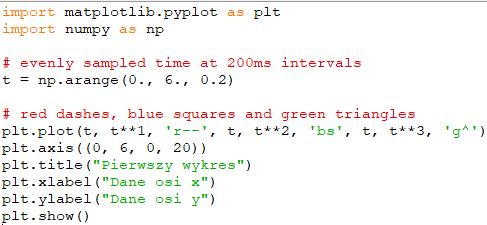 import matplotlib.pyplot as plt
import numpy as np

# evenly sampled time at 200ms intervals
t = np.arange(0., 6., 0.2)

# red dashes, blue squares and green triangles
plt.plot(t, t**1, 'r--', t, t**2, 'bs', t, t**3, 'g^')
plt.axis((0, 6, 0, 20))
plt.title("Pierwszy wykres")
plt.xlabel("Dane osi x")
plt.ylabel("Dane osi y")
plt.show()